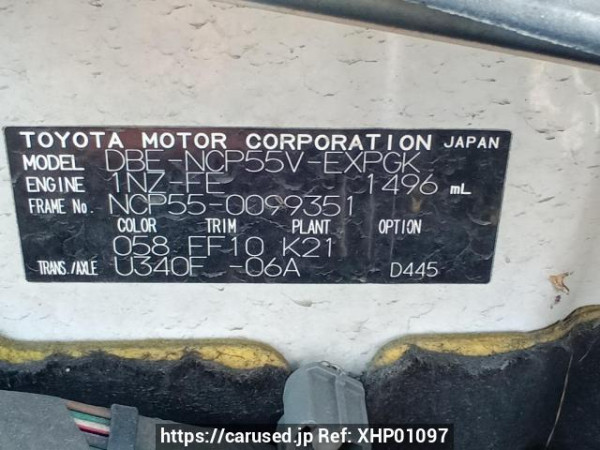 TOYOTA MOTOR CORPORATION JAPAN
MODEL DBE-NCP55V-EXPGK
ENGINE 1NZ-FE 1496 mL
FRAME No. NCP55-0099351
COLOR TRIM PLANT OPTION
058 FF10 K21
TRANS./AXLE U340F -06A D445
https://carused.jp Ref: XHP01097